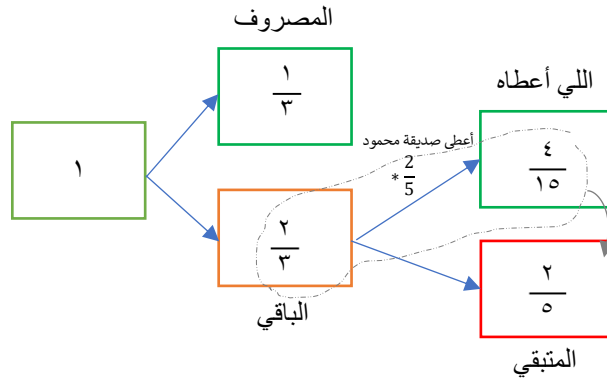 المصروف
١
٣
اللي أعطاه
أعطى صديقة محمود
* 2
5
٤
١٥
١
٢
٣
الباقي
٢
٥
المتبقي